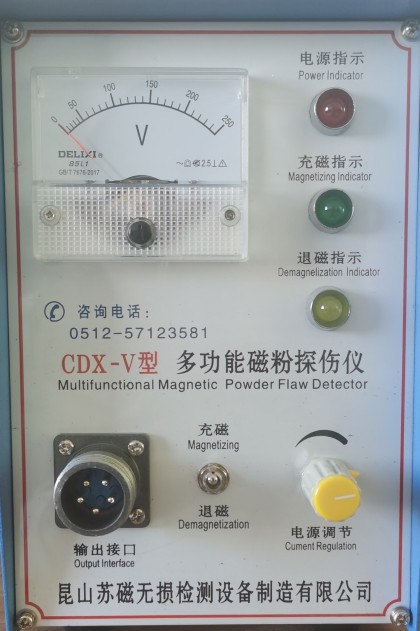 电源指示
Power Indicator
0 50 100 150 200 250
V
DELIXI®
85L1
GB/T 7676-2017
2.5
充磁指示
Magnetizing Indicator
退磁指示
Demagnelization Indicator
咨询电话:
0512-57123581
CDX-V型 多功能磁粉探伤仪
Multifunctional Magnetic Powder Flaw Detector
充磁
Magnetizing
退磁
Demagnetization
电源调节
Cument Regulation
输出接口
Output Interface
昆山苏磁无损检测设备制造有限公司